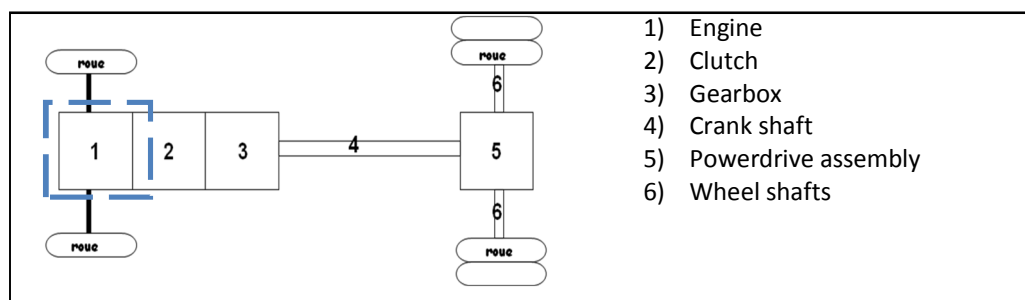 roue
roue
6
1
2
3
4
5
6
roue
roue
1) Engine
2) Clutch
3) Gearbox
4) Crank shaft
5) Powerdrive assembly
6) Wheel shafts